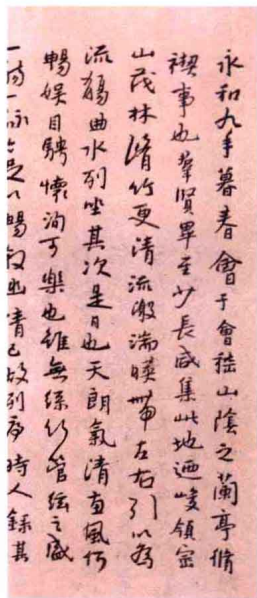 永和九年暮春會于會稽山陰之蘭亭脩
禊事也羣賢畢至少長咸集此地迺峻領崇
山茂林脩竹更清流激湍暎帶左右引以為
流觴曲水列坐其次是日也天朗氣清惠風和
暢娛目騁懷洵可樂也雖無絲竹管絃之盛
一觴一詠亦足以暢敘幽情已故列序時人錄其